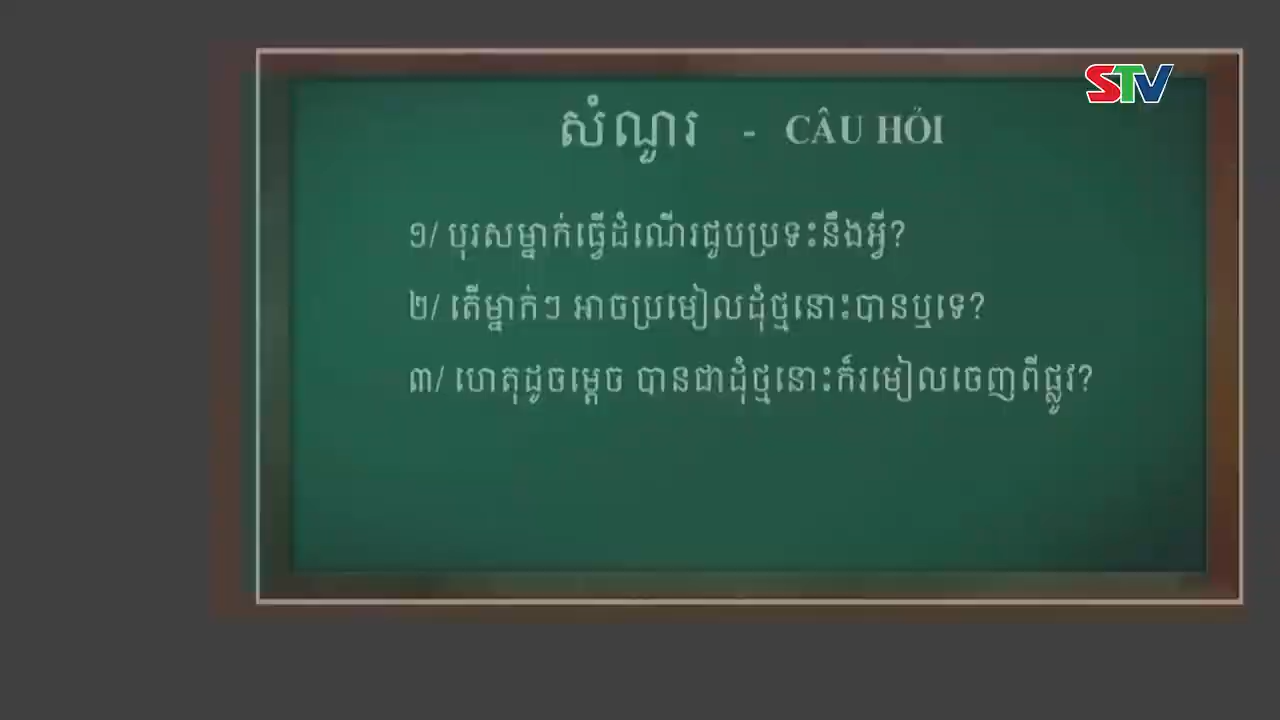 STV
សំណួរ - CÂU HỎI
១/ បុរសម្នាក់ធ្វើដំណើរជួបប្រទះនឹងអ្វី?
២/ តើម្នាក់ៗ អាចប្រមៀលដុំថ្មនោះបានឬទេ?
៣/ ហេតុដូចម្ដេច បានជាដុំថ្មនោះក៏រមៀលចេញពីផ្លូវ?